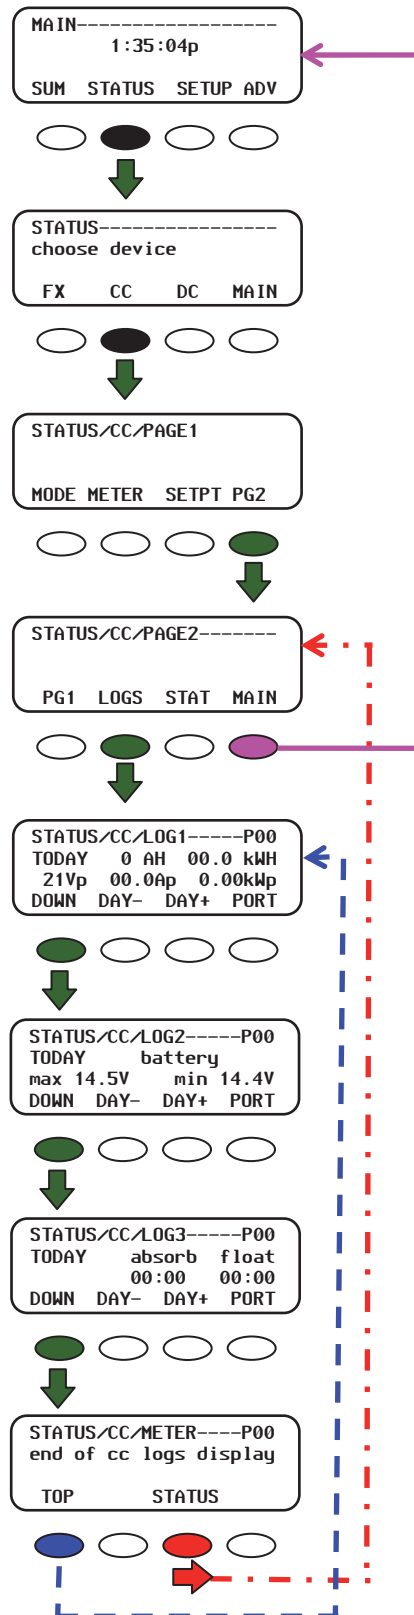 MAIN-------------------
1:35:04p
SUM STATUS SETUP ADV
STATUS-----------------
choose device
FX CC DC MAIN
STATUS/CC/PAGE1
MODE METER SETPT PG2
STATUS/CC/PAGE2-------
PG1 LOGS STAT MAIN
STATUS/CC/LOG1-----P00
TODAY 0 AH 00.0 kWH
21Vp 00.0Ap 0.00kWp
DOWN DAY- DAY+ PORT
STATUS/CC/LOG2-----P00
TODAY battery
max 14.5V min 14.4V
DOWN DAY- DAY+ PORT
STATUS/CC/LOG3-----P00
TODAY absorb float
00:00 00:00
DOWN DAY- DAY+ PORT
STATUS/CC/METER----P00
end of cc logs display
TOP STATUS